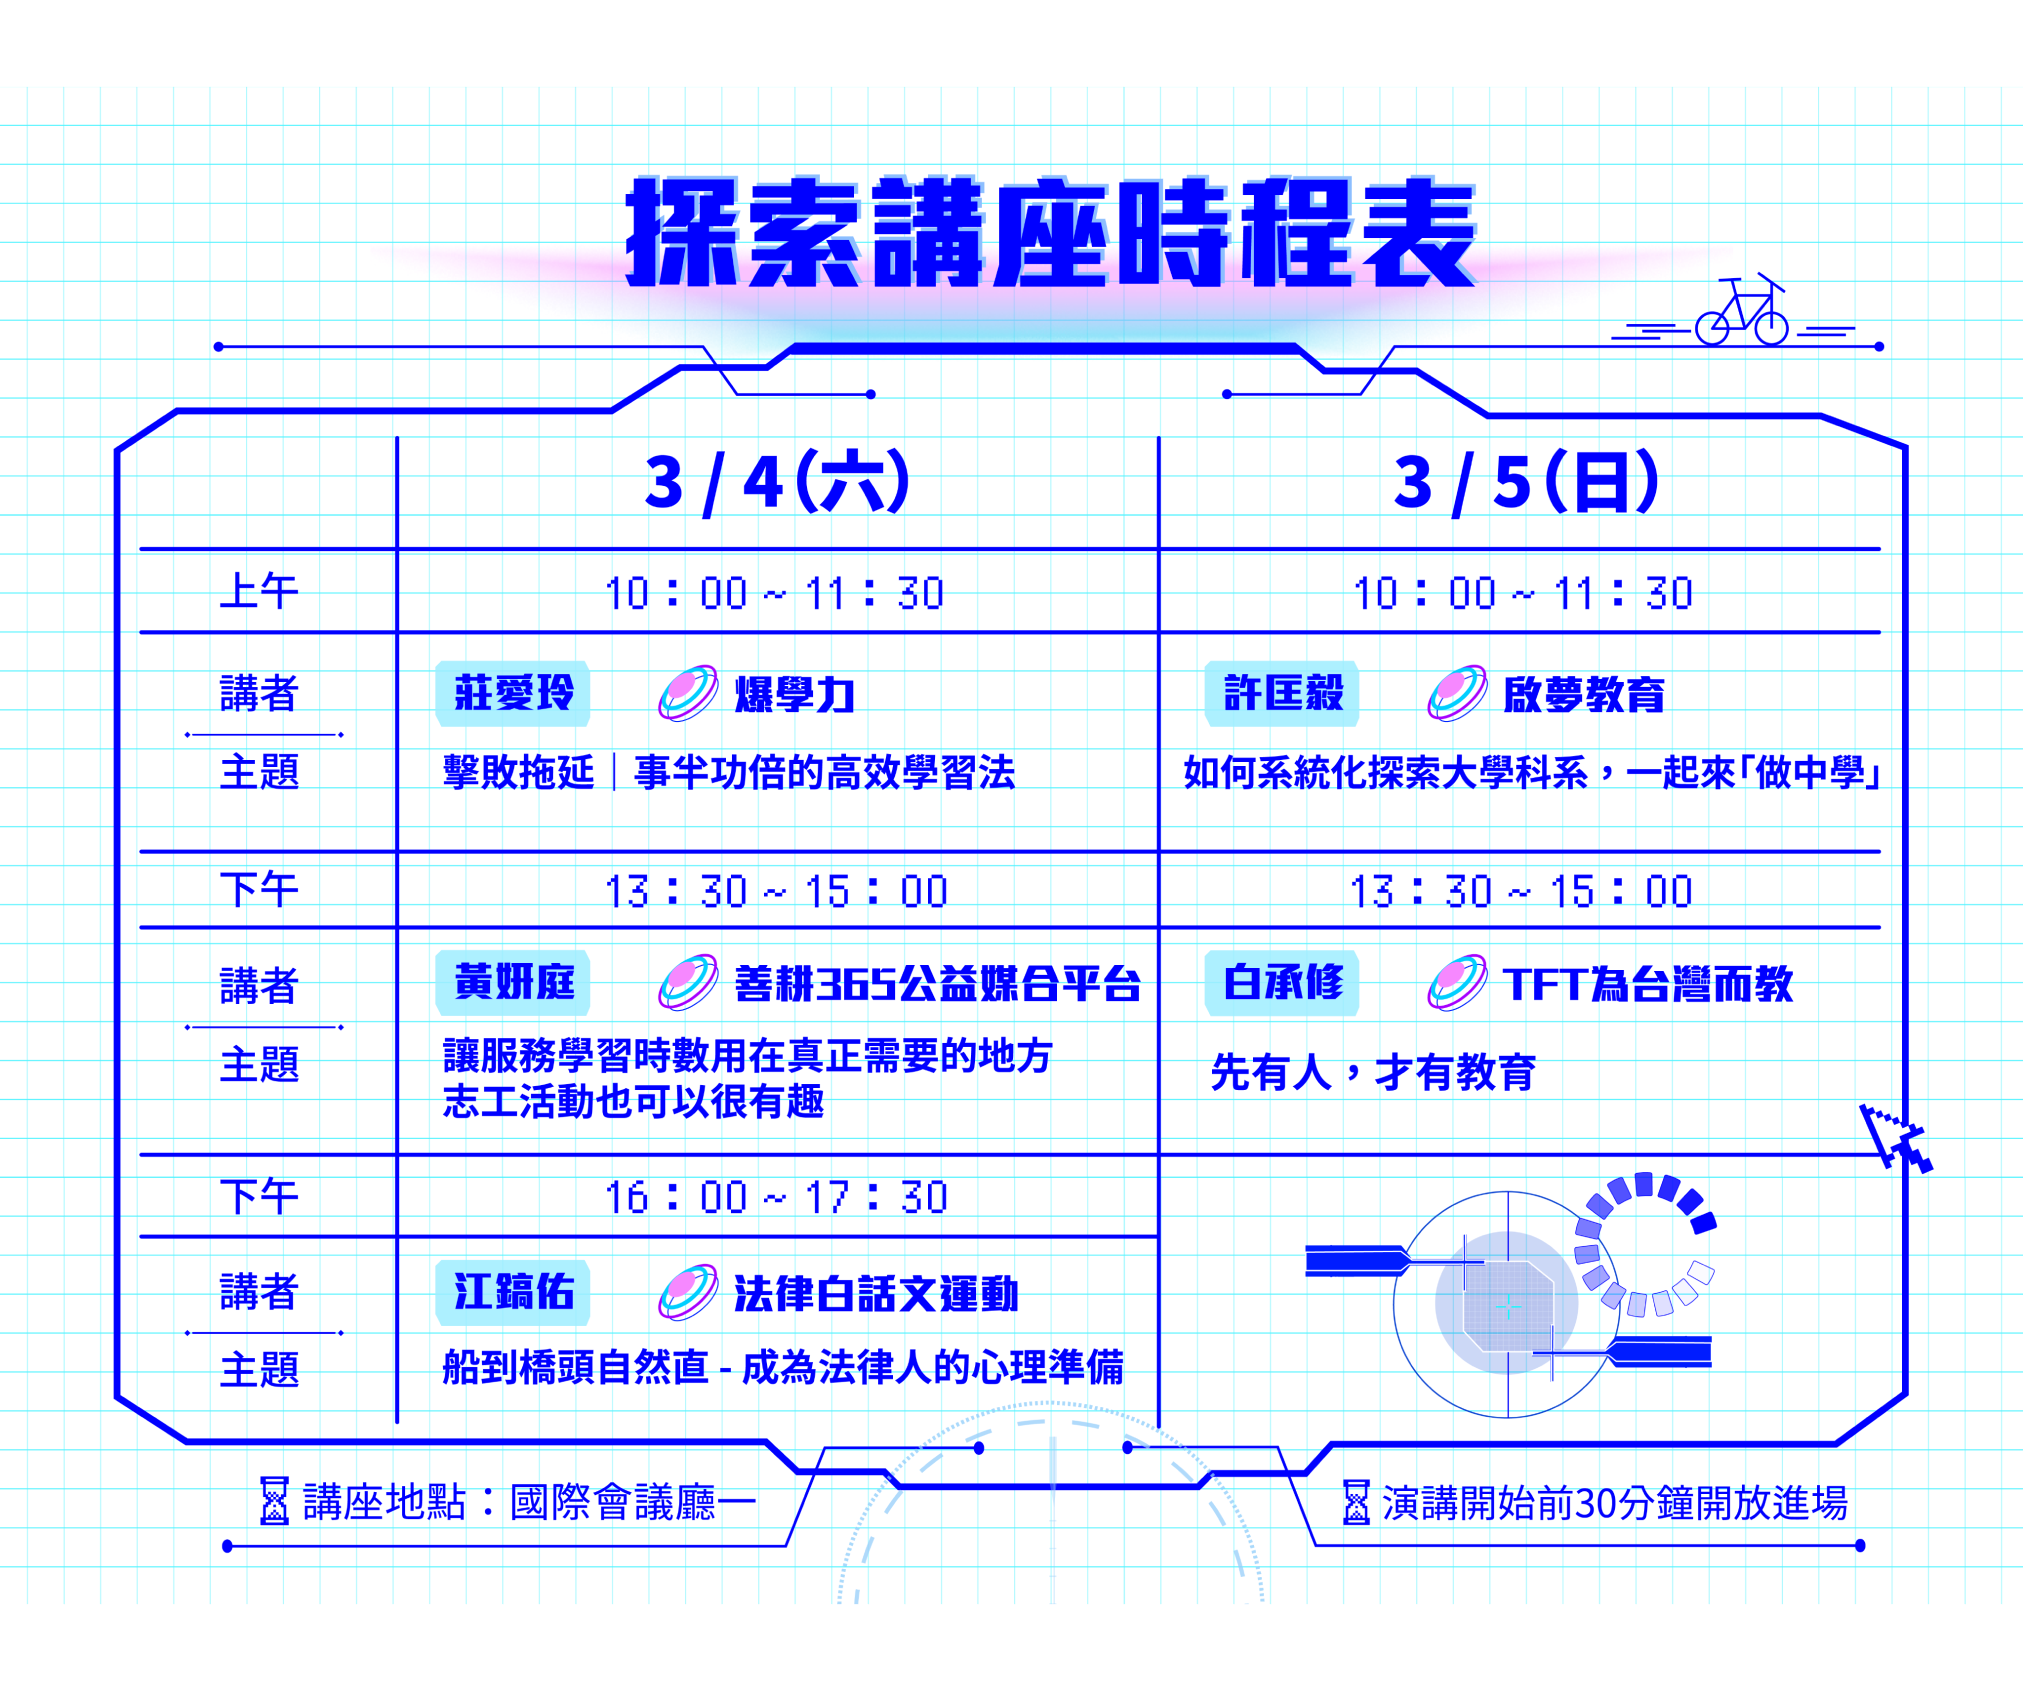 探索講座時程表
3 / 4（六）
3 / 5（日）
上午
10：00 ~ 11：30
10：00 ~ 11：30
講者
主題
莊愛玲
爆學力
擊敗拖延｜事半功倍的高效學習法
許匡毅
啟夢教育
如何系統化探索大學科系，一起來「做中學」
下午
13：30 ~ 15：00
13：30 ~ 15：00
講者
主題
黃妍庭
善耕365公益媒合平台
讓服務學習時數用在真正需要的地方
志工活動也可以很有趣
白承修
TFT為台灣而教
先有人，才有教育
下午
16：00 ~ 17：30
講者
主題
江鎬佑
法律白話文運動
船到橋頭自然直 - 成為法律人的心理準備
講座地點：國際會議廳一
演講開始前30分鐘開放進場